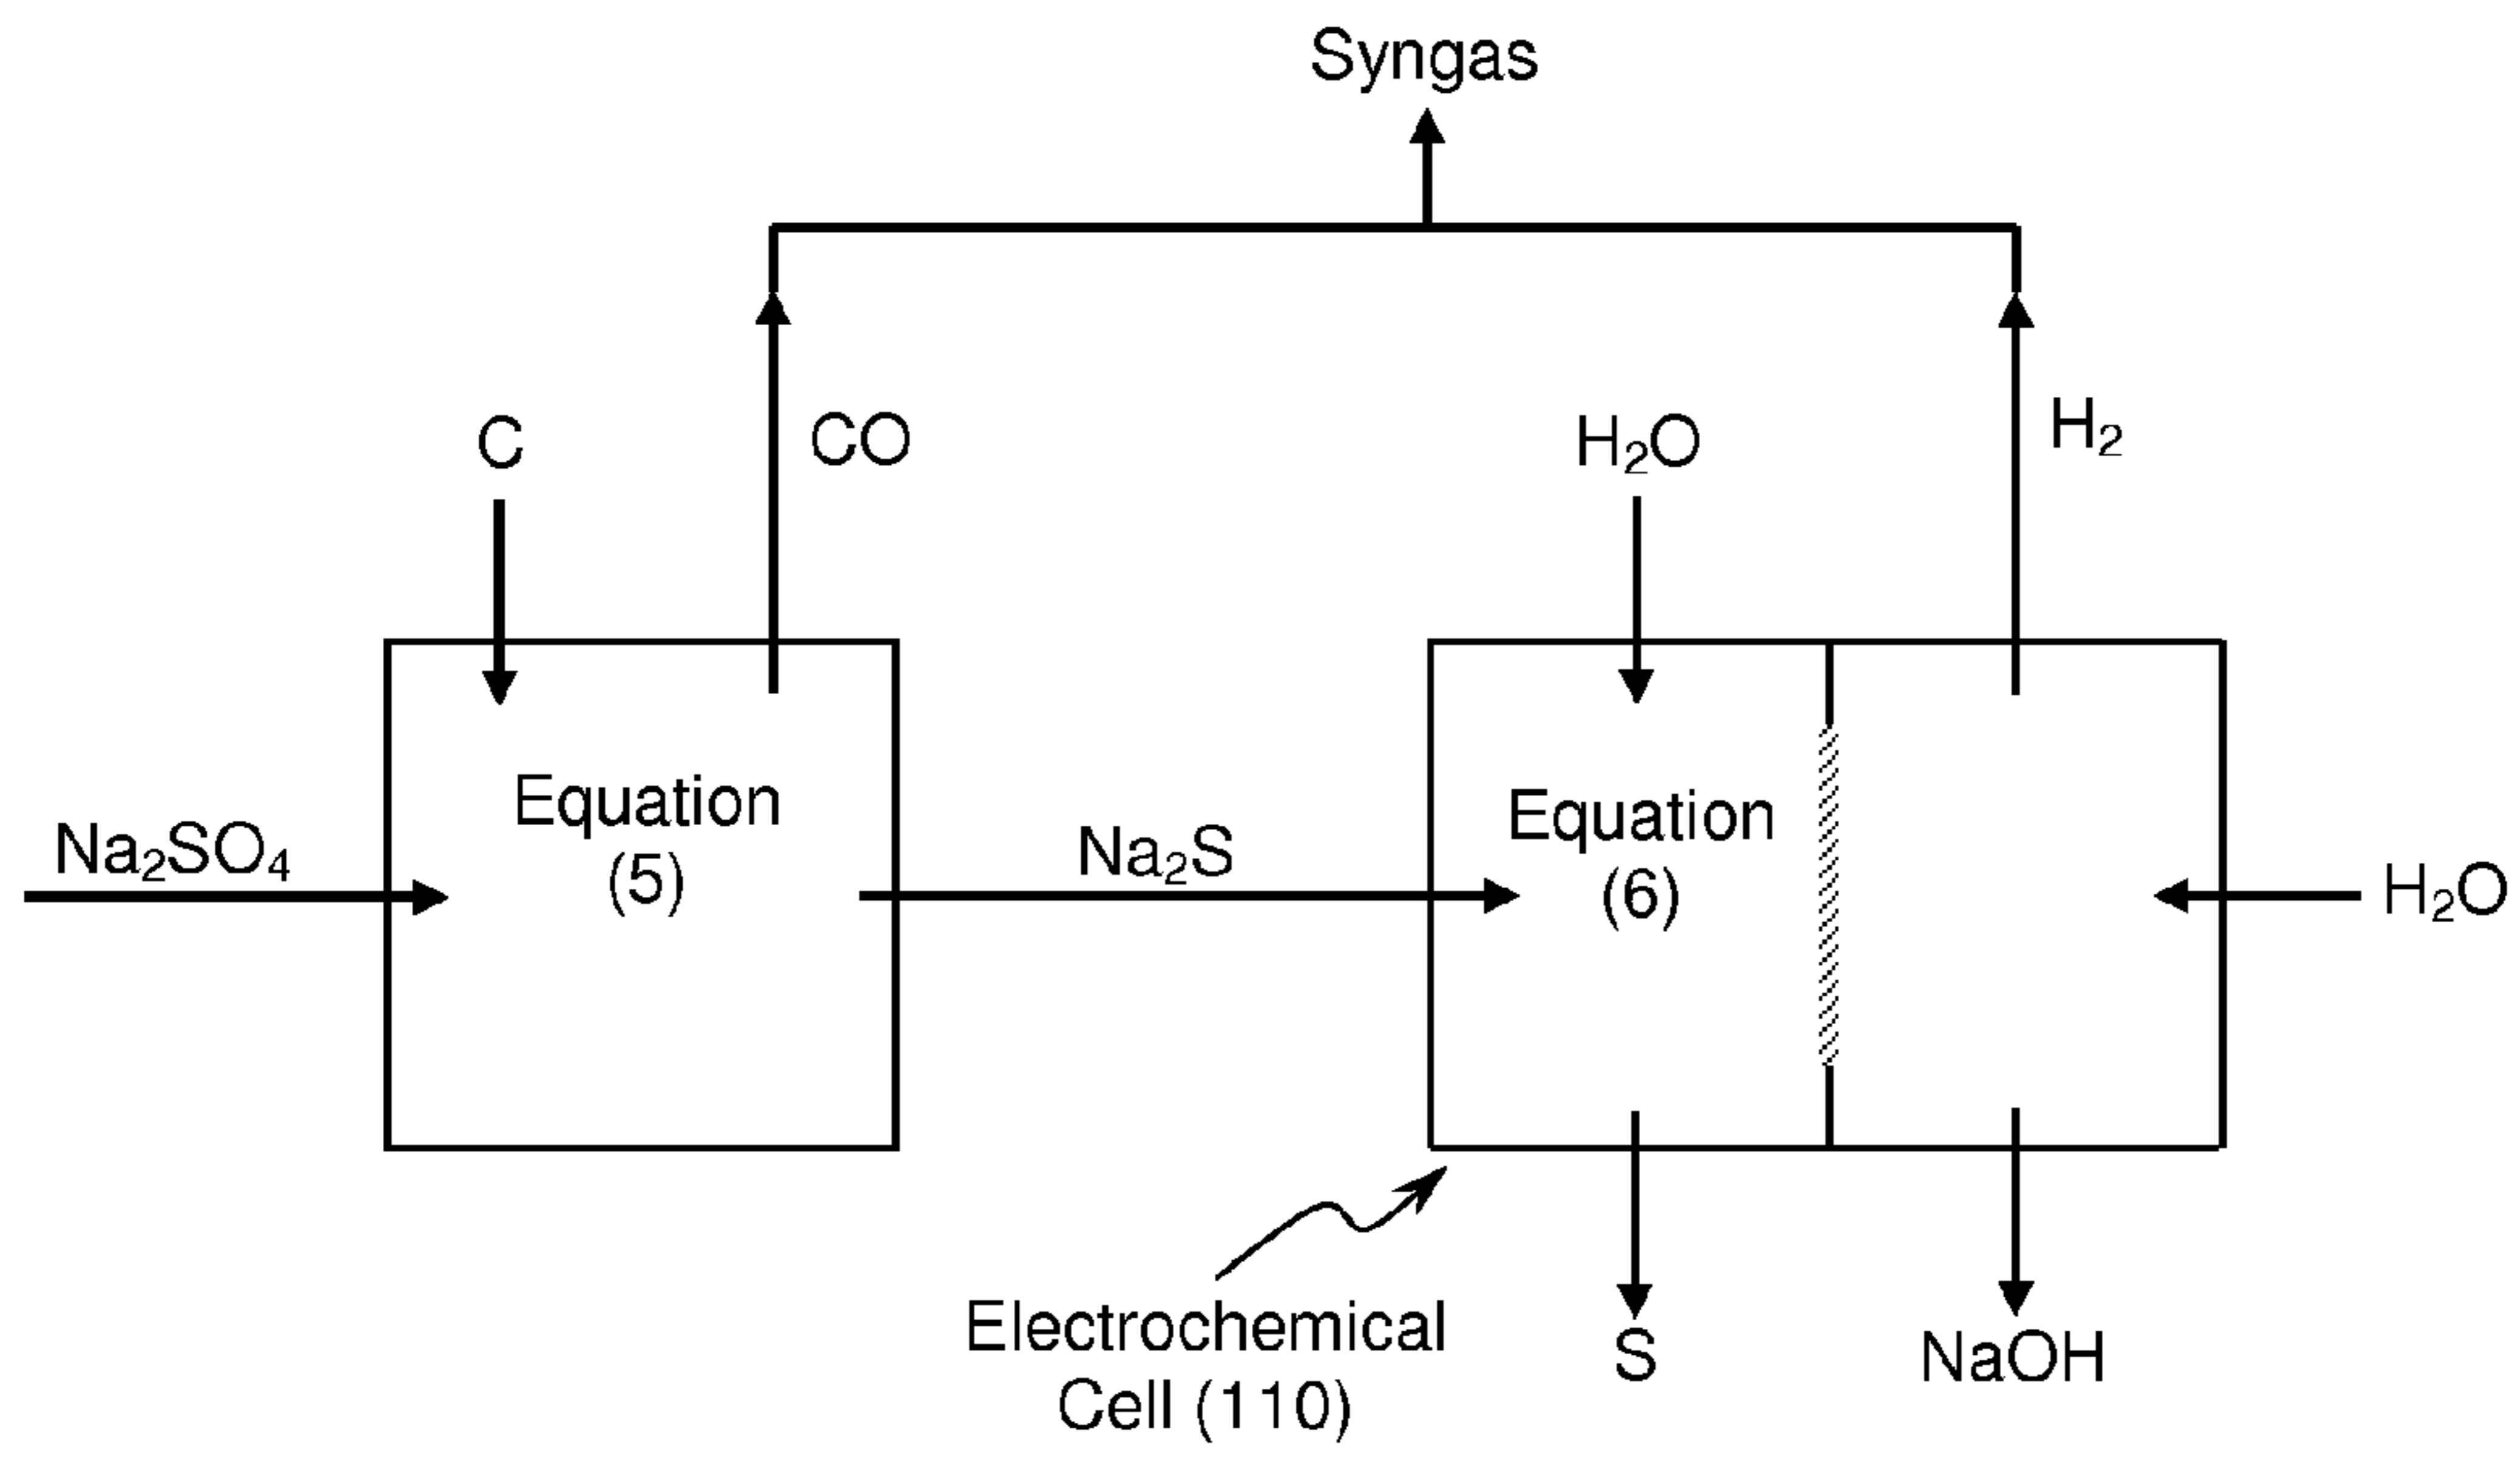 Syngas
C
CO
H₂O
H₂
Equation
(5)
Na₂SO₄
Na₂S
Equation
(6)
H₂O
Electrochemical
Cell (110)
S
NaOH